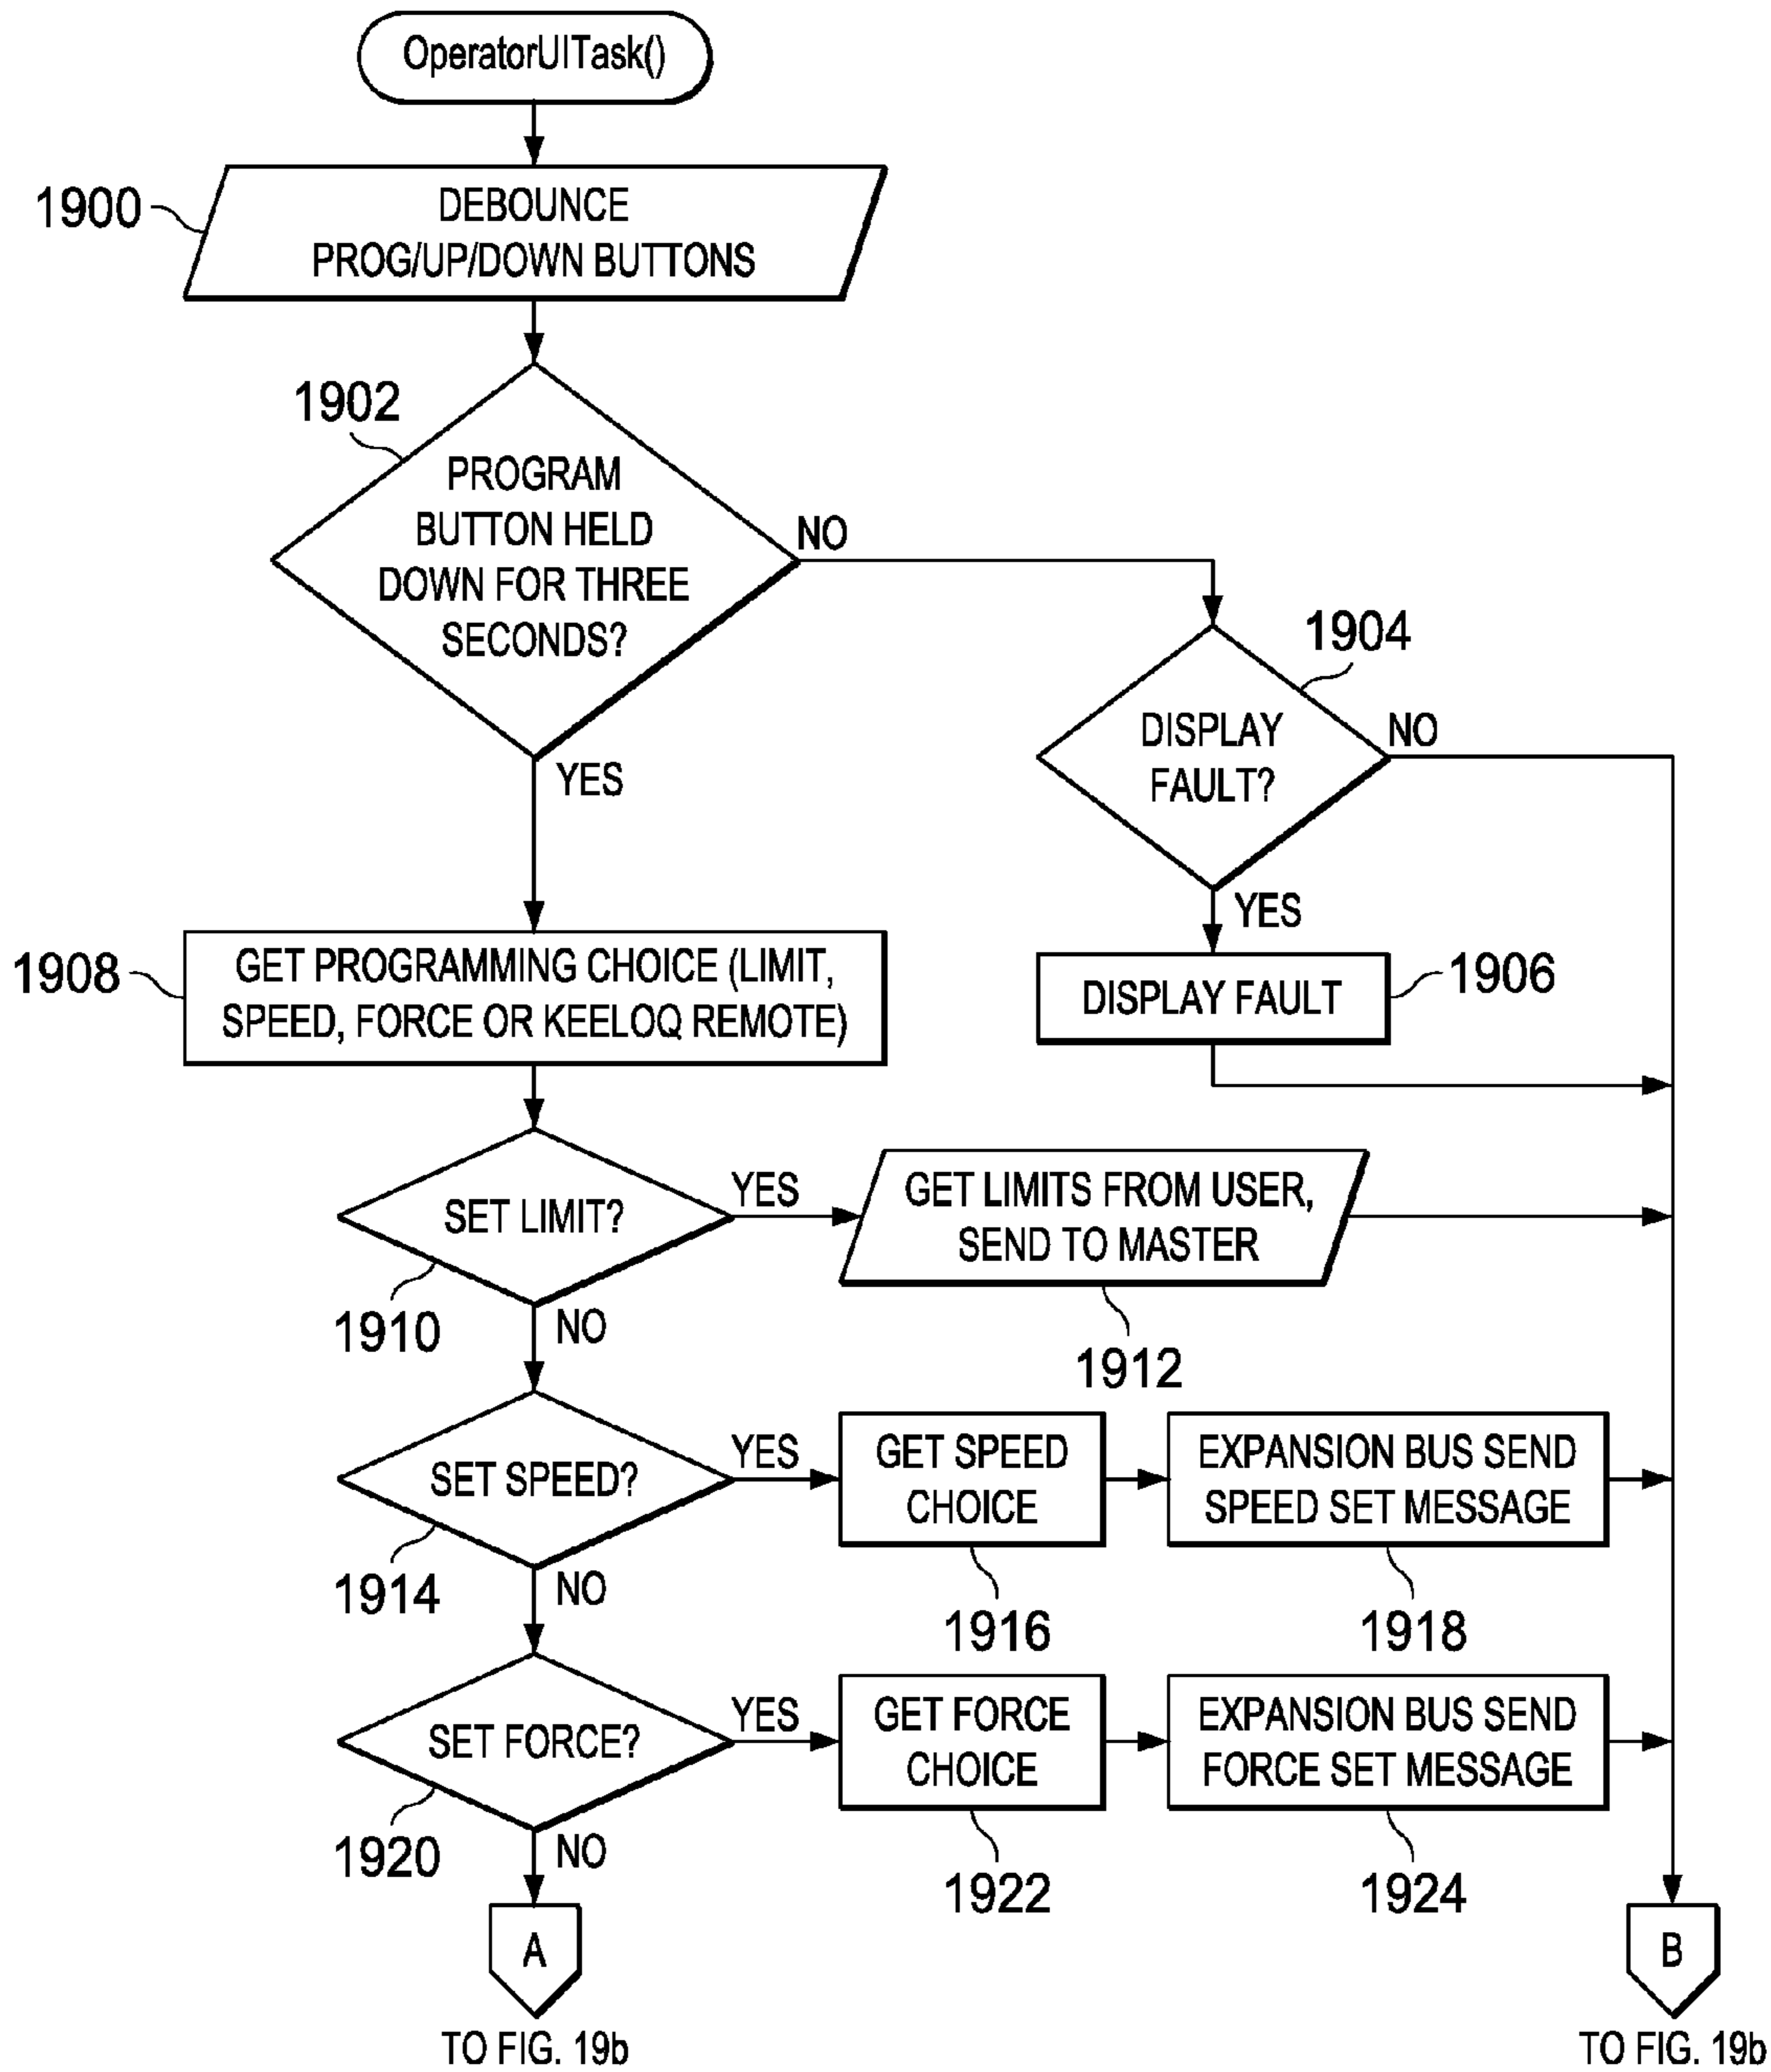 OperatorUITask()
1900
DEBOUNCE
PROG/UP/DOWN BUTTONS
1902
PROGRAM
BUTTON HELD
DOWN FOR THREE
SECONDS?
NO
YES
1904
DISPLAY
FAULT?
NO
YES
1906
DISPLAY FAULT
1908
GET PROGRAMMING CHOICE (LIMIT,
SPEED, FORCE OR KEELOQ REMOTE)
SET LIMIT?
1910
YES
NO
GET LIMITS FROM USER,
SEND TO MASTER
1912
SET SPEED?
1914
YES
NO
GET SPEED
CHOICE
1916
EXPANSION BUS SEND
SPEED SET MESSAGE
1918
SET FORCE?
1920
YES
NO
GET FORCE
CHOICE
1922
EXPANSION BUS SEND
FORCE SET MESSAGE
1924
A
TO FIG. 19b
B
TO FIG. 19b